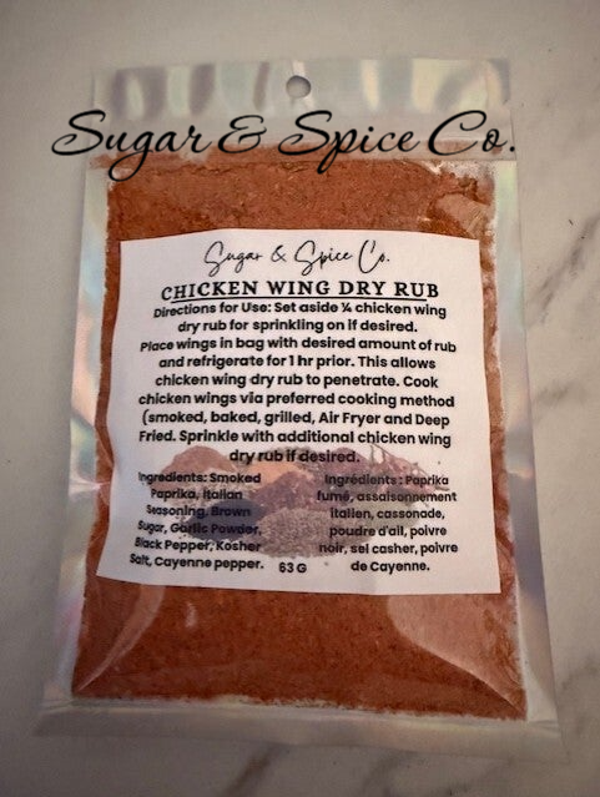 Sugar & Spice Co.
Sugar & Spice Co.
CHICKEN WING DRY RUB
Directions for Use: Set aside ¼ chicken wing
dry rub for sprinkling on if desired.
Place wings in bag with desired amount of rub
and refrigerate for 1 hr prior. This allows
chicken wing dry rub to penetrate. Cook
chicken wings via preferred cooking method
(smoked, baked, grilled, Air Fryer and Deep
Fried. Sprinkle with additional chicken wing
dry rub if desired.
Ingredients: Smoked
Paprika, Italian
Seasoning, Brown
Sugar, Garlic Powder,
Black Pepper, Kosher
Salt, Cayenne pepper.
63 G
Ingrédients : Paprika
fumé, assaisonnement
italien, cassonade,
poudre d'ail, poivre
noir, sel casher, poivre
de Cayenne.